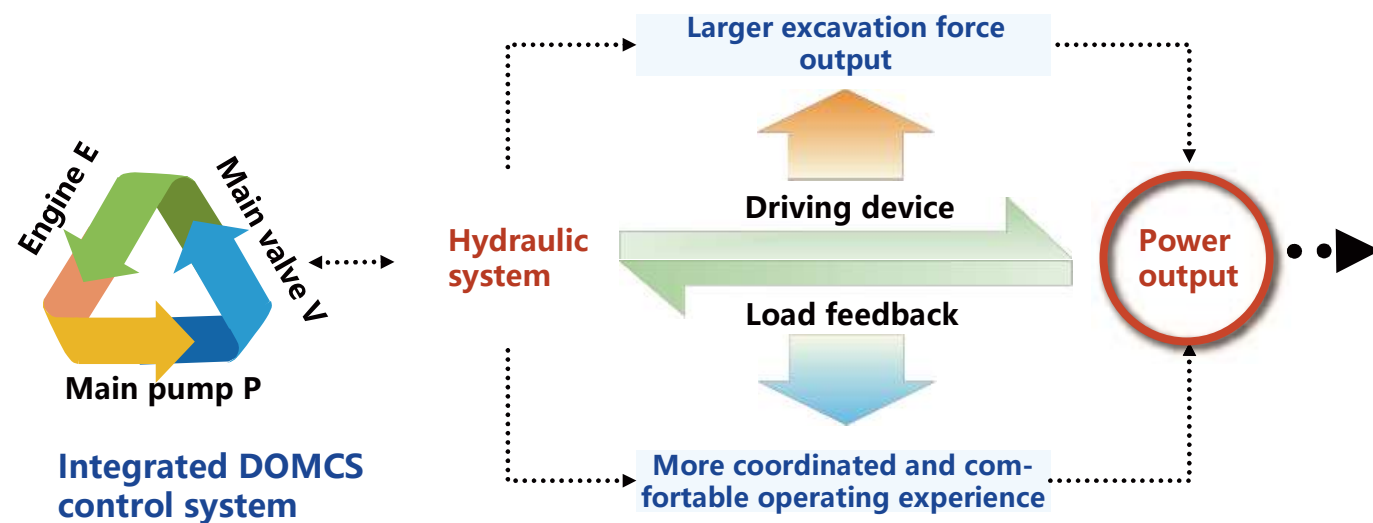 Larger excavation force
output
Engine E
Main valve V
Main pump P
Integrated DOMCS
control system
Hydraulic
system
Driving device
Load feedback
Power
output
More coordinated and com-
fortable operating experience